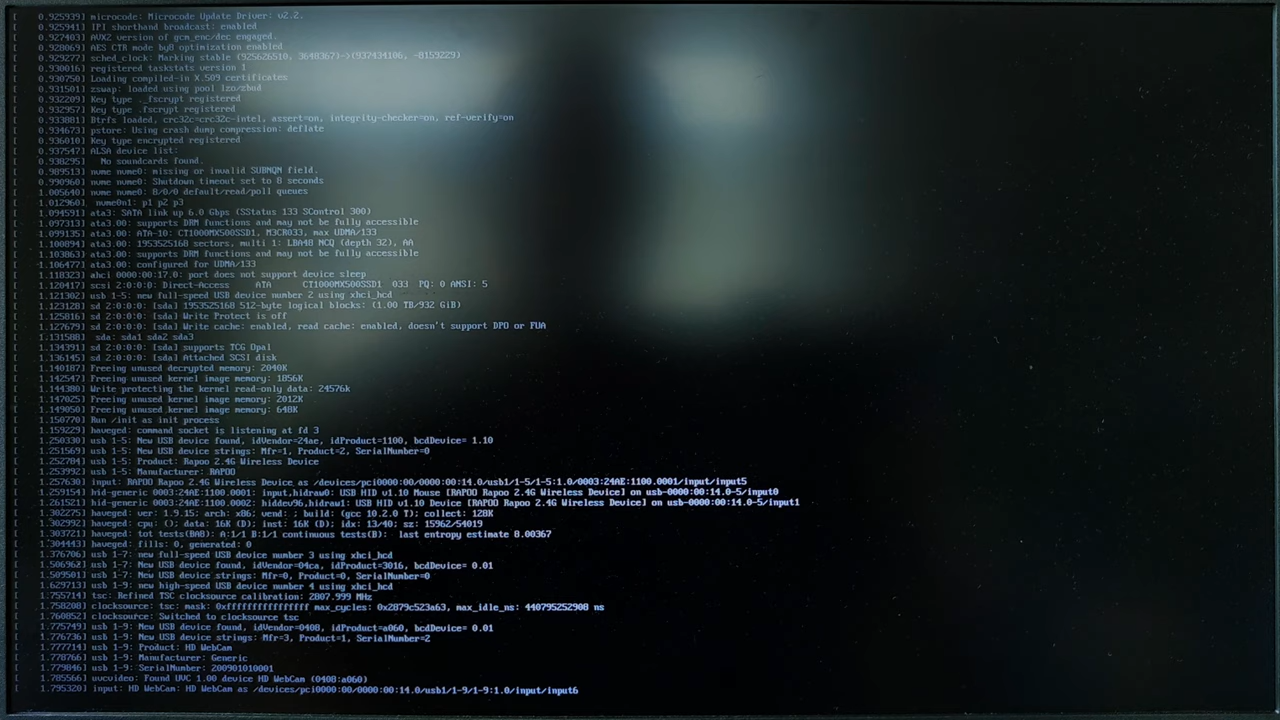 [    0.925939] microcode: Microcode Update Driver: v2.2.
[    0.925941] IPI shorthand broadcast: enabled
[    0.927403] AVX2 version of gcm_enc/dec engaged.
[    0.928069] AES CTR mode by8 optimization enabled
[    0.929277] sched_clock: Marking stable (925626510, 3648367)->(937434106, -8159229)
[    0.930016] registered taskstats version 1
[    0.930750] Loading compiled-in X.509 certificates
[    0.931501] zswap: loaded using pool lzo/zbud
[    0.932209] Key type ._fscrypt registered
[    0.932957] Key type .fscrypt registered
[    0.933881] Btrfs loaded, crc32c=crc32c-intel, assert=on, integrity-checker=on, ref-verify=on
[    0.934673] pstore: Using crash dump compression: deflate
[    0.936010] Key type encrypted registered
[    0.937547] ALSA device list:
[    0.938295]   No soundcards found.
[    0.989513] nvme nvme0: missing or invalid SUBNQN field.
[    0.990960] nvme nvme0: Shutdown timeout set to 8 seconds
[    1.005640] nvme nvme0: 8/0/0 default/read/poll queues
[    1.012960]  nvme0n1: p1 p2 p3
[    1.094591] ata3: SATA link up 6.0 Gbps (SStatus 133 SControl 300)
[    1.097313] ata3.00: supports DRM functions and may not be fully accessible
[    1.099135] ata3.00: ATA-10: CT1000MX500SSD1, M3CR033, max UDMA/133
[    1.100894] ata3.00: 1953525168 sectors, multi 1: LBA48 NCQ (depth 32), AA
[    1.103863] ata3.00: supports DRM functions and may not be fully accessible
[    1.106477] ata3.00: configured for UDMA/133
[    1.118323] ahci 0000:00:17.0: port does not support device sleep
[    1.120417] scsi 2:0:0:0: Direct-Access     ATA      CT1000MX500SSD1  033  PQ: 0 ANSI: 5
[    1.121302] usb 1-5: new full-speed USB device number 2 using xhci_hcd
[    1.123128] sd 2:0:0:0: [sda] 1953525168 512-byte logical blocks: (1.00 TB/932 GiB)
[    1.125816] sd 2:0:0:0: [sda] Write Protect is off
[    1.127679] sd 2:0:0:0: [sda] Write cache: enabled, read cache: enabled, doesn't support DPO or FUA
[    1.131588]  sda: sda1 sda2 sda3
[    1.134391] sd 2:0:0:0: [sda] supports TCG Opal
[    1.136145] sd 2:0:0:0: [sda] Attached SCSI disk
[    1.140187] Freeing unused decrypted memory: 2040K
[    1.142547] Freeing unused kernel image memory: 1856K
[    1.144380] Write protecting the kernel read-only data: 24576k
[    1.147025] Freeing unused kernel image memory: 2012K
[    1.149050] Freeing unused kernel image memory: 648K
[    1.150770] Run /init as init process
[    1.159229] haveged: command socket is listening at fd 3
[    1.250330] usb 1-5: New USB device found, idVendor=24ae, idProduct=1100, bcdDevice= 1.10
[    1.251569] usb 1-5: New USB device strings: Mfr=1, Product=2, SerialNumber=0
[    1.252784] usb 1-5: Product: Rapoo 2.4G Wireless Device
[    1.253992] usb 1-5: Manufacturer: RAPOO
[    1.257630] input: RAPOO Rapoo 2.4G Wireless Device as /devices/pci0000:00/0000:00:14.0/usb1/1-5/1-5:1.0/0003:24AE:1100.0001/input/input5
[    1.259154] hid-generic 0003:24AE:1100.0001: input,hidraw0: USB HID v1.10 Mouse [RAPOO Rapoo 2.4G Wireless Device] on usb-0000:00:14.0-5/input0
[    1.261521] hid-generic 0003:24AE:1100.0002: hiddev96,hidraw1: USB HID v1.10 Device [RAPOO Rapoo 2.4G Wireless Device] on usb-0000:00:14.0-5/input1
[    1.302275] haveged: ver: 1.9.15; arch: x86; vend: ; build: (gcc 10.2.0 T); collect: 128K
[    1.302992] haveged: cpu: (); data: 16K (D); inst: 16K (D); idx: 13/40; sz: 15962/54019
[    1.303721] haveged: tot tests(BA8): A:1/1 B:1/1 continuous tests(B):  last entropy estimate 8.00367
[    1.304443] haveged: fills: 0, generated: 0
[    1.376706] usb 1-7: new full-speed USB device number 3 using xhci_hcd
[    1.506962] usb 1-7: New USB device found, idVendor=04ca, idProduct=3016, bcdDevice= 0.01
[    1.509501] usb 1-7: New USB device strings: Mfr=0, Product=0, SerialNumber=0
[    1.629713] usb 1-9: new high-speed USB device number 4 using xhci_hcd
[    1.755714] tsc: Refined TSC clocksource calibration: 2807.999 MHz
[    1.758208] clocksource: tsc: mask: 0xffffffffffffffff max_cycles: 0x2879c523a63, max_idle_ns: 440795252908 ns
[    1.760852] clocksource: Switched to clocksource tsc
[    1.775749] usb 1-9: New USB device found, idVendor=0408, idProduct=a060, bcdDevice= 0.01
[    1.776736] usb 1-9: New USB device strings: Mfr=3, Product=1, SerialNumber=2
[    1.777714] usb 1-9: Product: HD WebCam
[    1.778766] usb 1-9: Manufacturer: Generic
[    1.779846] usb 1-9: SerialNumber: 200901010001
[    1.785566] uvcvideo: Found UVC 1.00 device HD WebCam (0408:a060)
[    1.795320] input: HD WebCam: HD WebCam as /devices/pci0000:00/0000:00:14.0/usb1/1-9/1-9:1.0/input/input6